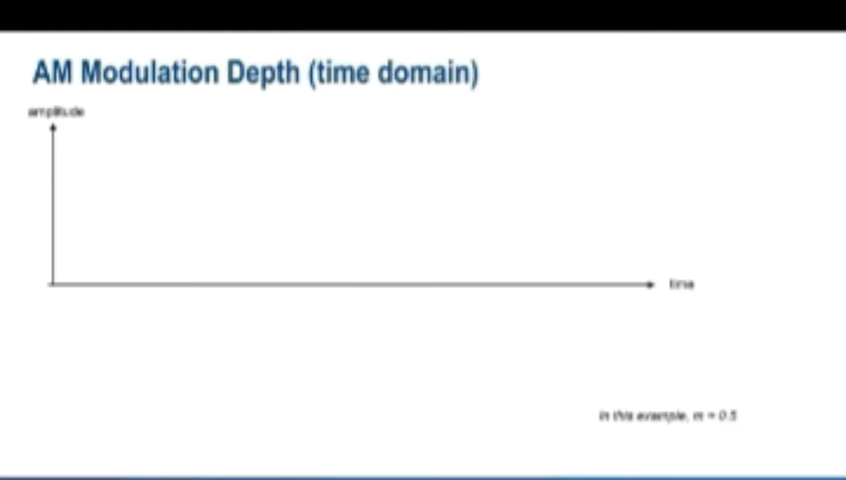 AM Modulation Depth (time domain)
amplitude
time
in this example, m = 0.5